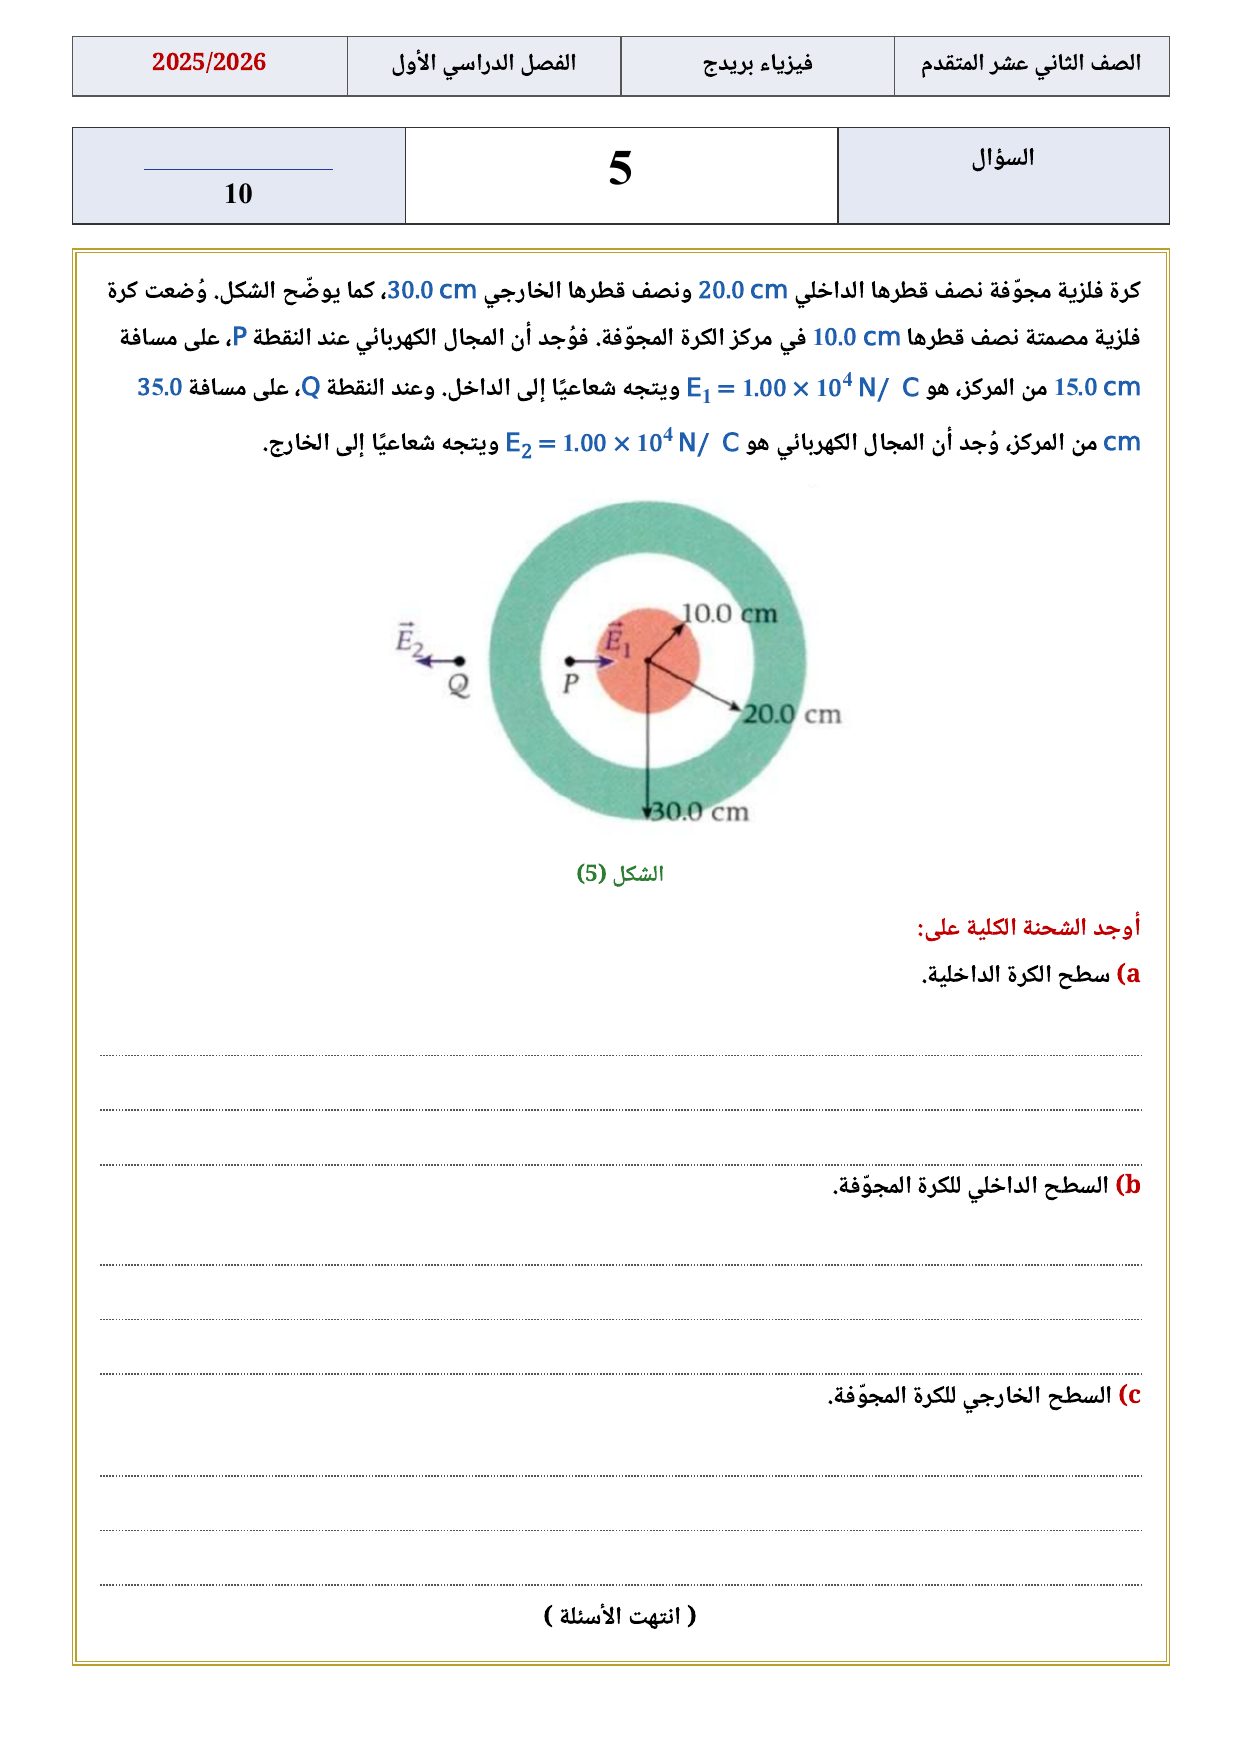 الصف الثاني عشر المتقدم
فيزياء بريدج
الفصل الدراسي الأول
2025/2026
السؤال
5
10
كرة فلزية مجوّفة نصف قطرها الداخلي 20.0 cm ونصف قطرها الخارجي 30.0 cm، كما يوضّح الشكل. وُضعت كرة
فلزية مصمتة نصف قطرها 10.0 cm في مركز الكرة المجوّفة. فوُجد أن المجال الكهربائي عند النقطة P، على مسافة
15.0 cm من المركز، هو E₁ = 1.00 × 10⁴ N/ C ويتجه شعاعيًا إلى الداخل. وعند النقطة Q، على مسافة 35.0
cm من المركز، وُجد أن المجال الكهربائي هو E₂ = 1.00 × 10⁴ N/ C ويتجه شعاعيًا إلى الخارج.
10.0 cm
E⃗₂
E⃗₁
Q
P
20.0 cm
30.0 cm
الشكل (5)
أوجد الشحنة الكلية على:
a) سطح الكرة الداخلية.
b) السطح الداخلي للكرة المجوّفة.
c) السطح الخارجي للكرة المجوّفة.
( انتهت الأسئلة )